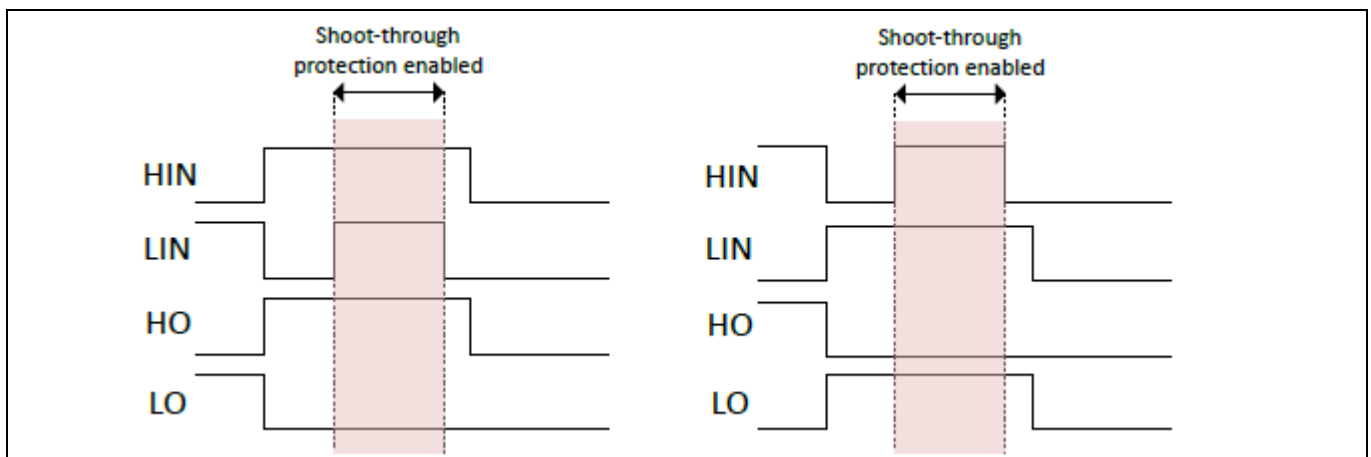 Shoot-through
protection enabled
HIN
LIN
HO
LO
Shoot-through
protection enabled
HIN
LIN
HO
LO